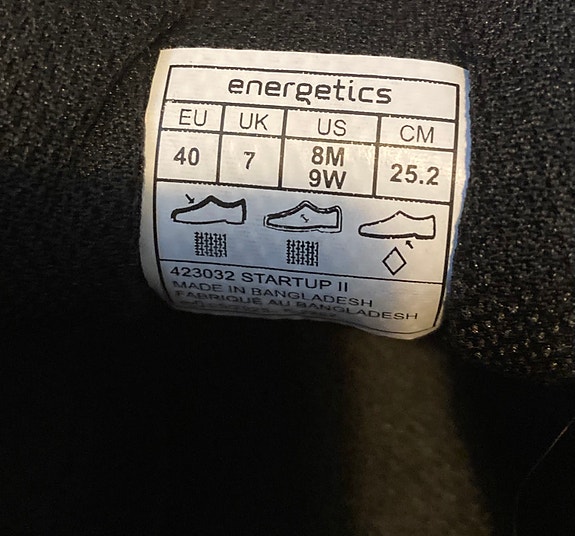 energetics
EU UK US CM
40 7 8M 9W 25.2
423032 STARTUP II
MADE IN BANGLADESH
FABRIQUÉ AU BANGLADESH